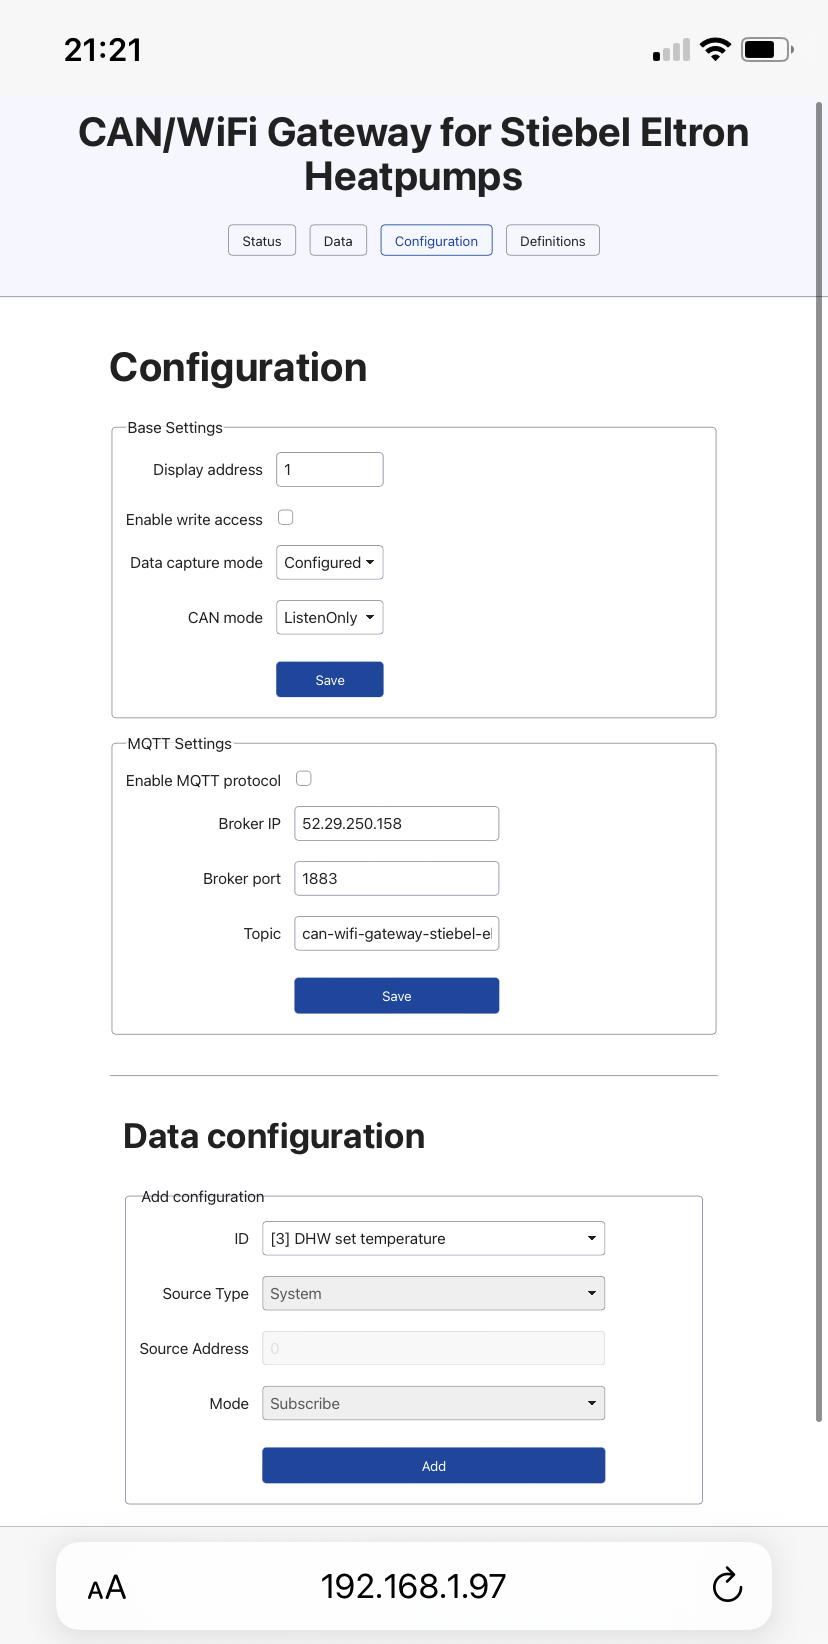 21:21
CAN/WiFi Gateway for Stiebel Eltron
Heatpumps
Status Data Configuration Definitions
Configuration
Base Settings
Display address 1
Enable write access
Data capture mode Configured
CAN mode ListenOnly
Save
MQTT Settings
Enable MQTT protocol
Broker IP 52.29.250.158
Broker port 1883
Topic can-wifi-gateway-stiebel-el
Save
Data configuration
Add configuration
ID [3] DHW set temperature
Source Type System
Source Address 0
Mode Subscribe
Add
AA 192.168.1.97